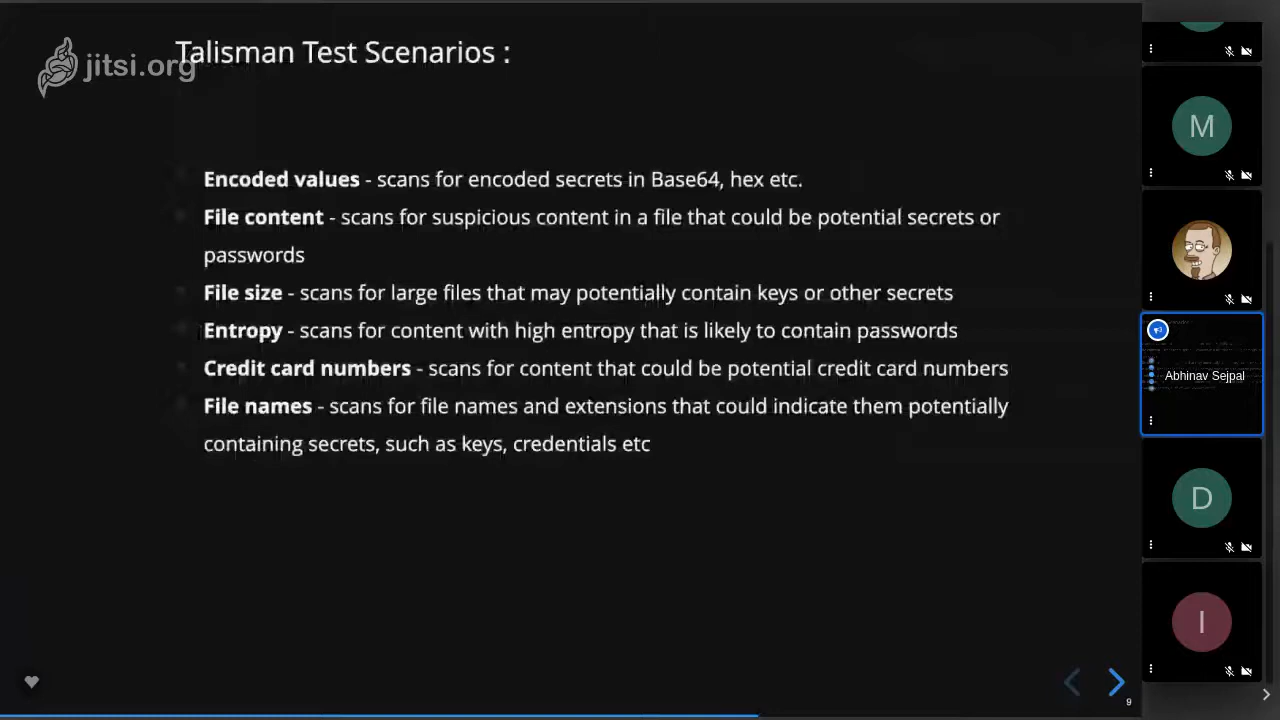 Talisman Test Scenarios :
jitsi.org
Encoded values - scans for encoded secrets in Base64, hex etc.
File content - scans for suspicious content in a file that could be potential secrets or
passwords
File size - scans for large files that may potentially contain keys or other secrets
Entropy - scans for content with high entropy that is likely to contain passwords
Credit card numbers - scans for content that could be potential credit card numbers
File names - scans for file names and extensions that could indicate them potentially
containing secrets, such as keys, credentials etc
9
M
Abhinav Sejpal
D
I